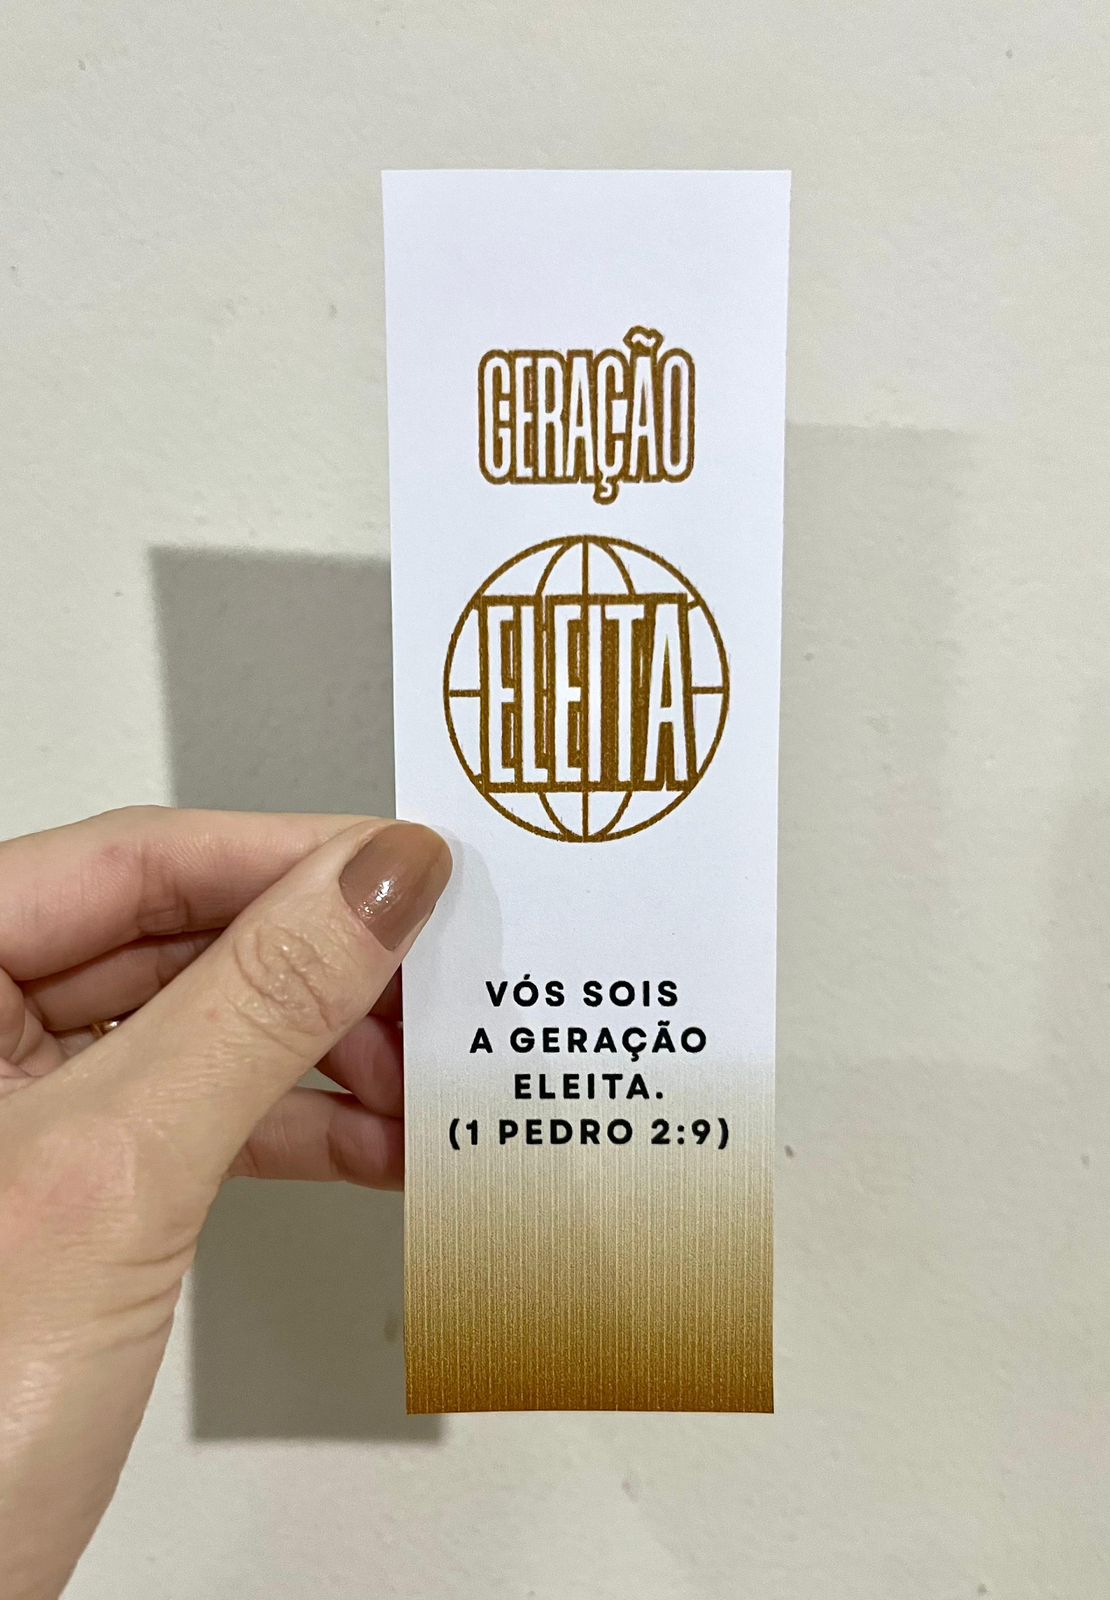 GERAÇÃO
ELEITA
VÓS SOIS
A GERAÇÃO
ELEITA.
(1 PEDRO 2:9)